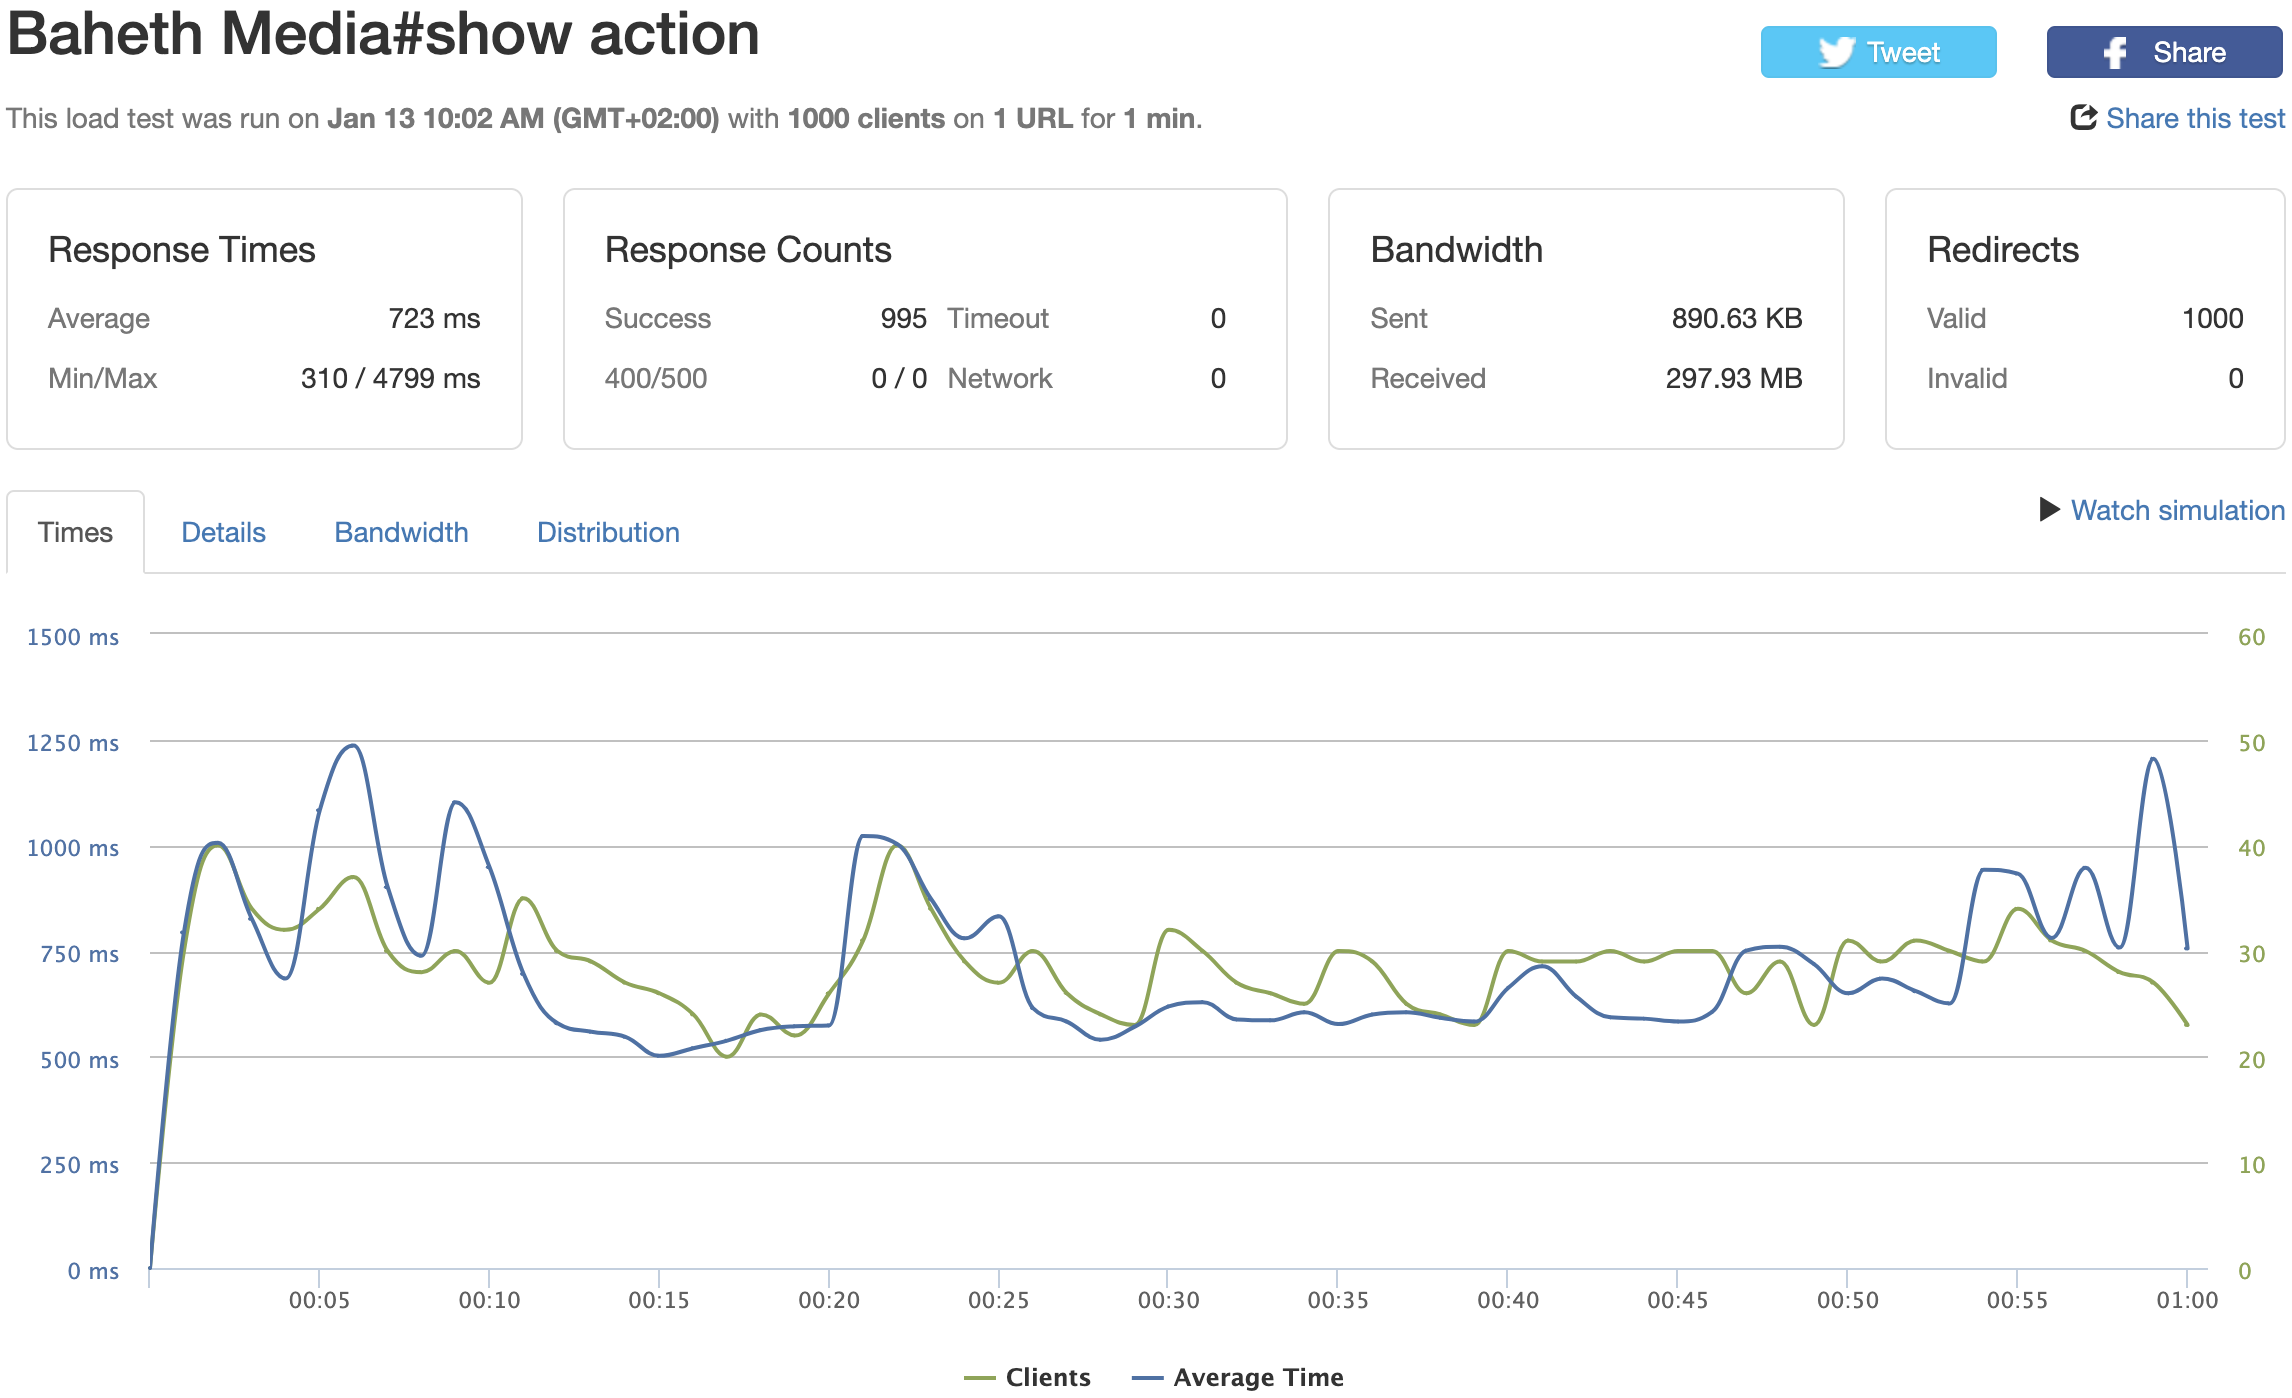 Baheth Media#show action
Tweet
Share
This load test was run on Jan 13 10:02 AM (GMT+02:00) with 1000 clients on 1 URL for 1 min.
Share this test
Response Times
Average 723 ms
Min/Max 310 / 4799 ms
Response Counts
Success 995 Timeout 0
400/500 0 / 0 Network 0
Bandwidth
Sent 890.63 KB
Received 297.93 MB
Redirects
Valid 1000
Invalid 0
Times Details Bandwidth Distribution
Watch simulation
1500 ms 60
1250 ms 50
1000 ms 40
750 ms 30
500 ms 20
250 ms 10
0 ms 0
00:05 00:10 00:15 00:20 00:25 00:30 00:35 00:40 00:45 00:50 00:55 01:00
Clients Average Time